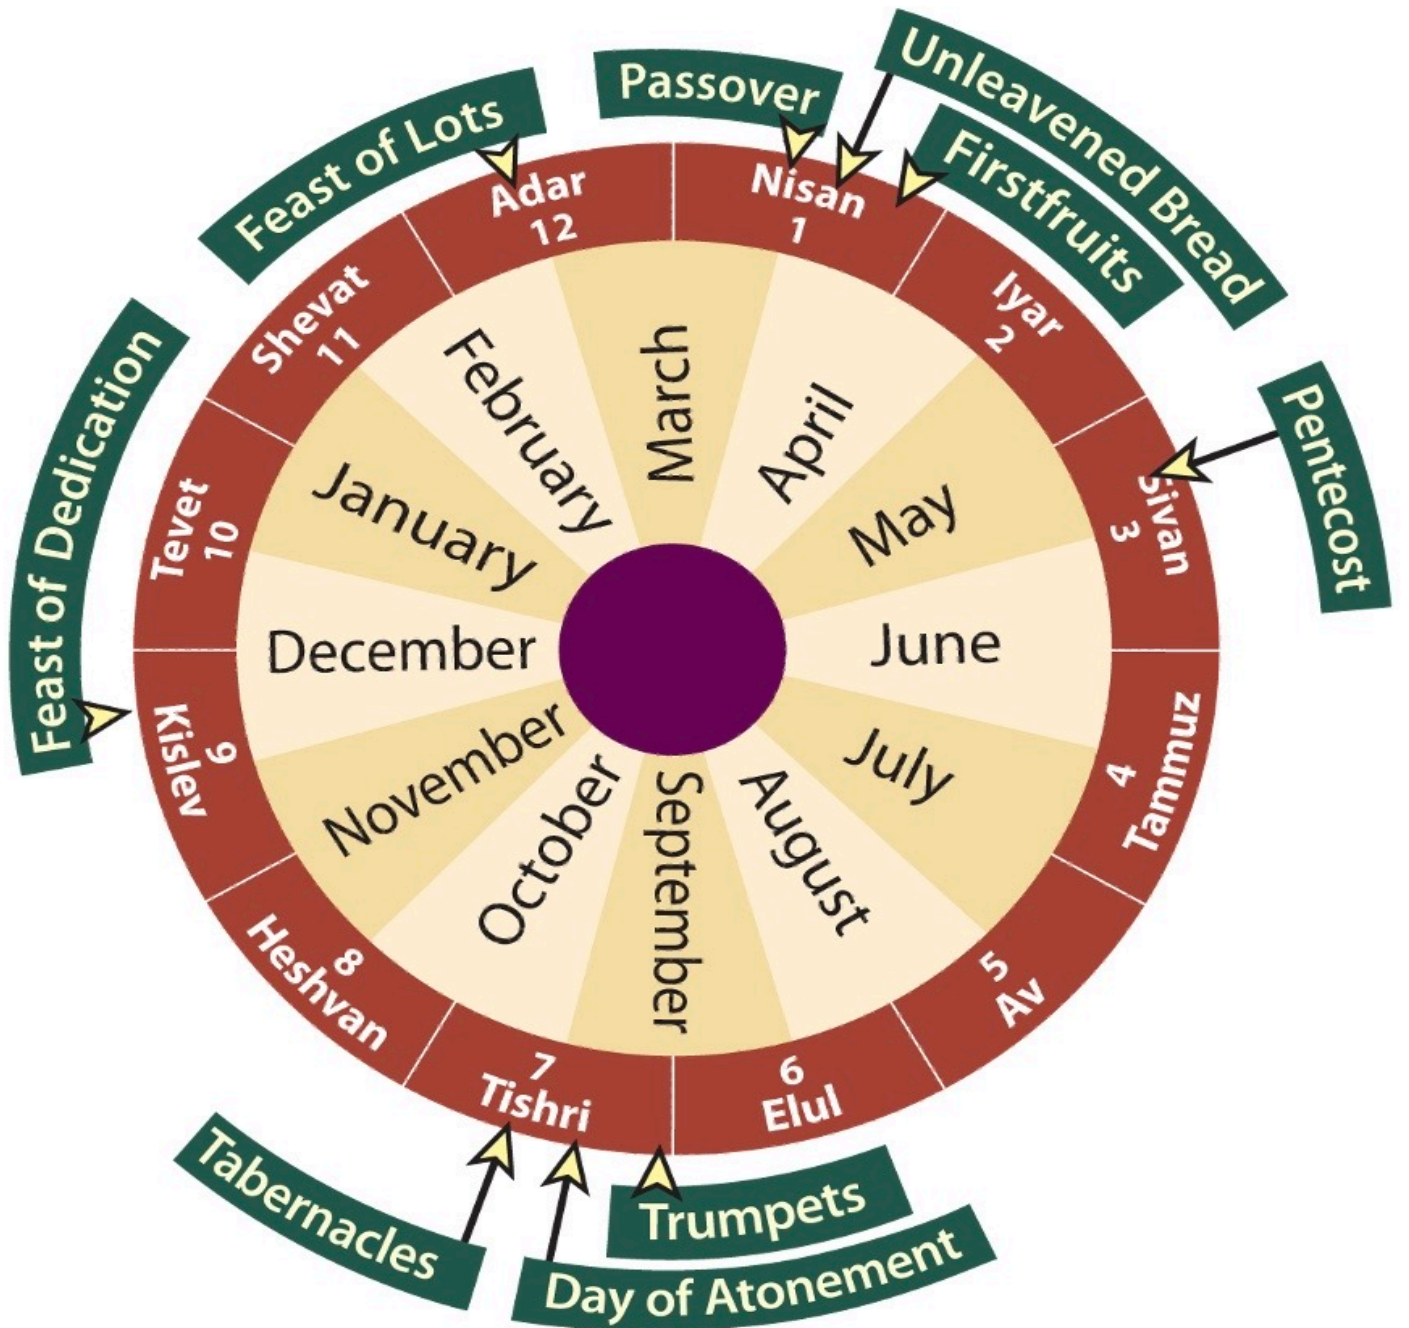 Passover
Unleavened Bread
Firstfruits
Pentecost
Trumpets
Day of Atonement
Tabernacles
Feast of Dedication
Feast of Lots
Nisan
1
Iyar
2
Sivan
3
4
Tammuz
5
Av
6
Elul
7
Tishri
8
Heshvan
9
Kislev
Tevet
10
Shevat
11
Adar
12
January
February
March
April
May
June
July
August
September
October
November
December